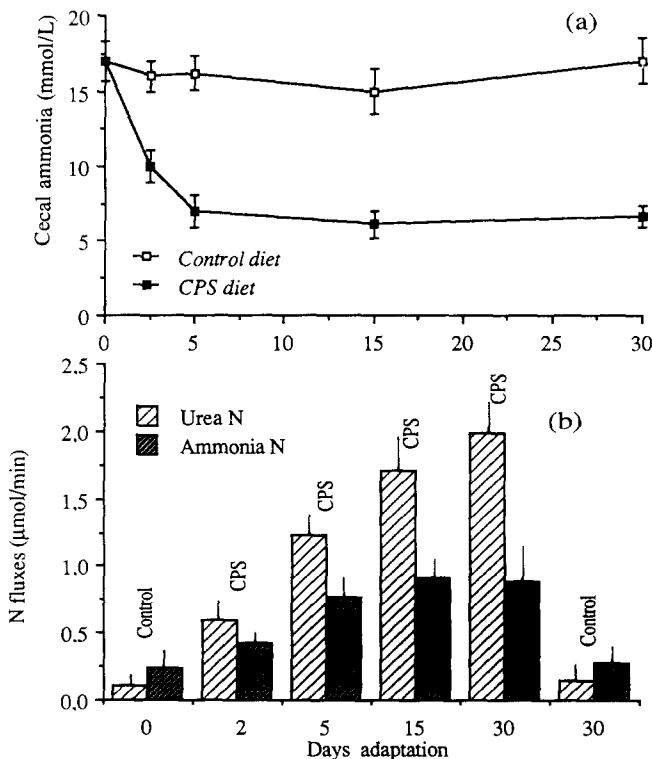 (a)
Cecal ammonia (mmol/L)
20
15
10
5
0
Control diet
CPS diet
0 5 10 15 20 25 30
(b)
N fluxes (μmol/min)
2.5
2.0
1.5
1.0
0.5
0.0
Urea N
Ammonia N
Control
CPS
CPS
CPS
CPS
Control
0 2 5 15 30 30
Days adaptation